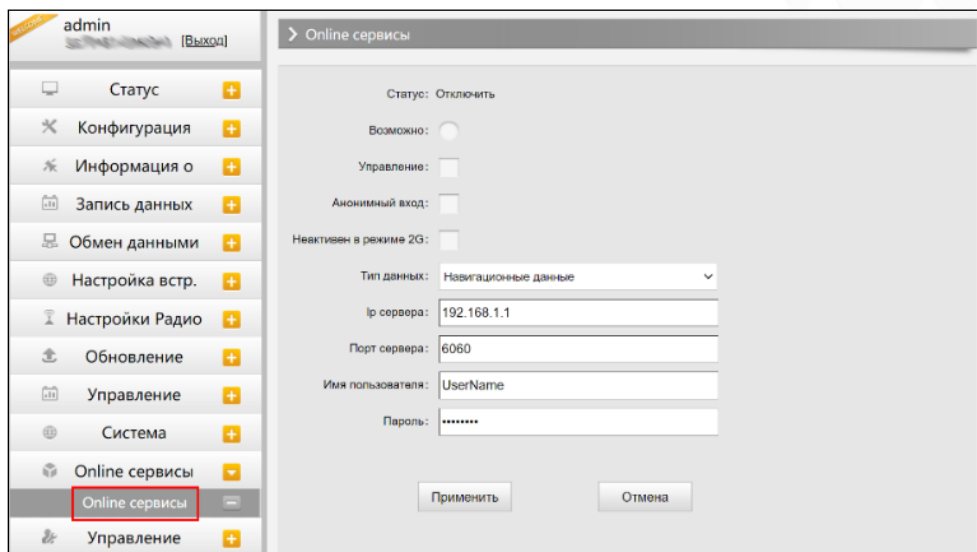 WELCOME
admin
[Выход]
Статус
Конфигурация
Информация о
Запись данных
Обмен данными
Настройка встр.
Настройки Радио
Обновление
Управление
Система
Online сервисы
Online сервисы
Управление
Online сервисы
Статус: Отключить
Возможно:
Управление:
Анонимный вход:
Неактивен в режиме 2G:
Тип данных: Навигационные данные
Ip сервера: 192.168.1.1
Порт сервера: 6060
Имя пользователя: UserName
Пароль: ••••••••
Применить Отмена